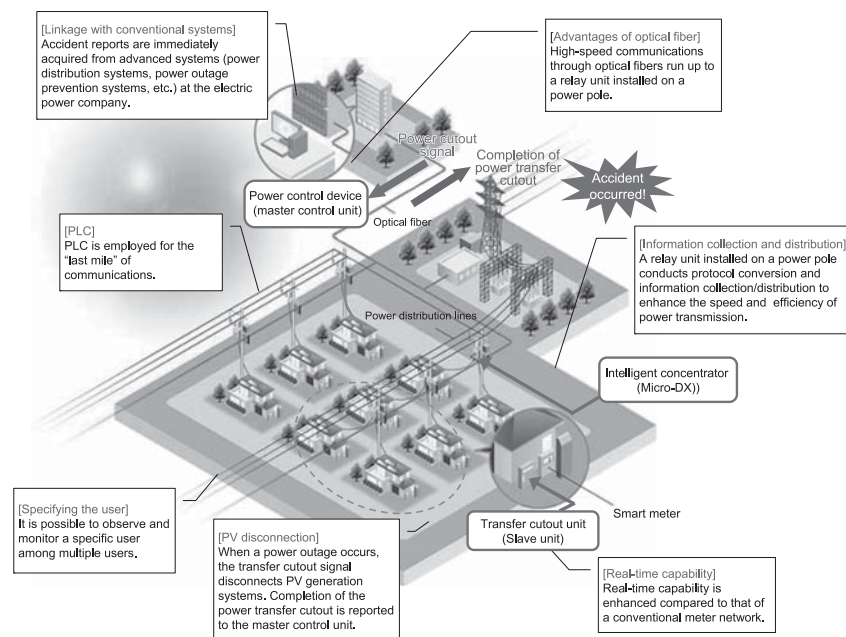 [Linkage with conventional systems]
Accident reports are immediately
acquired from advanced systems (power
distribution systems, power outage
prevention systems, etc.) at the electric
power company.
[Advantages of optical fiber]
High-speed communications
through optical fibers run up to
a relay unit installed on a
power pole.
Power cutout
signal
Completion of
power transfer
cutout
Accident
occurred!
Power control device
(master control unit)
Optical fiber
[PLC]
PLC is employed for the
“last mile” of
communications.
[Information collection and distribution]
A relay unit installed on a power pole
conducts protocol conversion and
information collection/distribution to
enhance the speed and efficiency of
power transmission.
Power distribution lines
Intelligent concentrator
(Micro-DX))
[Specifying the user]
It is possible to observe and
monitor a specific user
among multiple users.
[PV disconnection]
When a power outage occurs,
the transfer cutout signal
disconnects PV generation
systems. Completion of the
power transfer cutout is reported
to the master control unit.
Transfer cutout unit
(Slave unit)
Smart meter
[Real-time capability]
Real-time capability is
enhanced compared to that of
a conventional meter network.